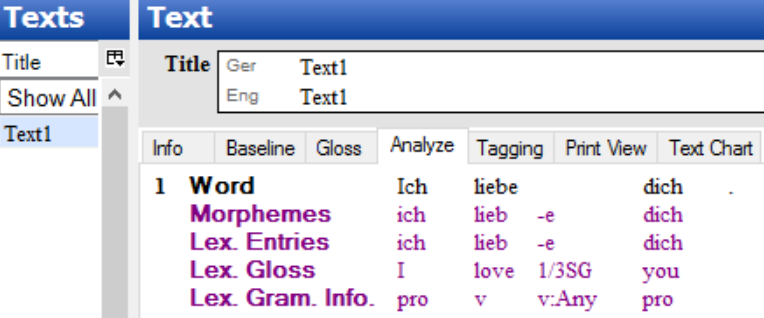 Texts
Text
Title
Show All
Text1
Title Ger Text1
Eng Text1
Info Baseline Gloss Analyze Tagging Print View Text Chart
1 Word Ich liebe dich .
Morphemes ich lieb -e dich
Lex. Entries ich lieb -e dich
Lex. Gloss I love 1/3SG you
Lex. Gram. Info. pro v v:Any pro